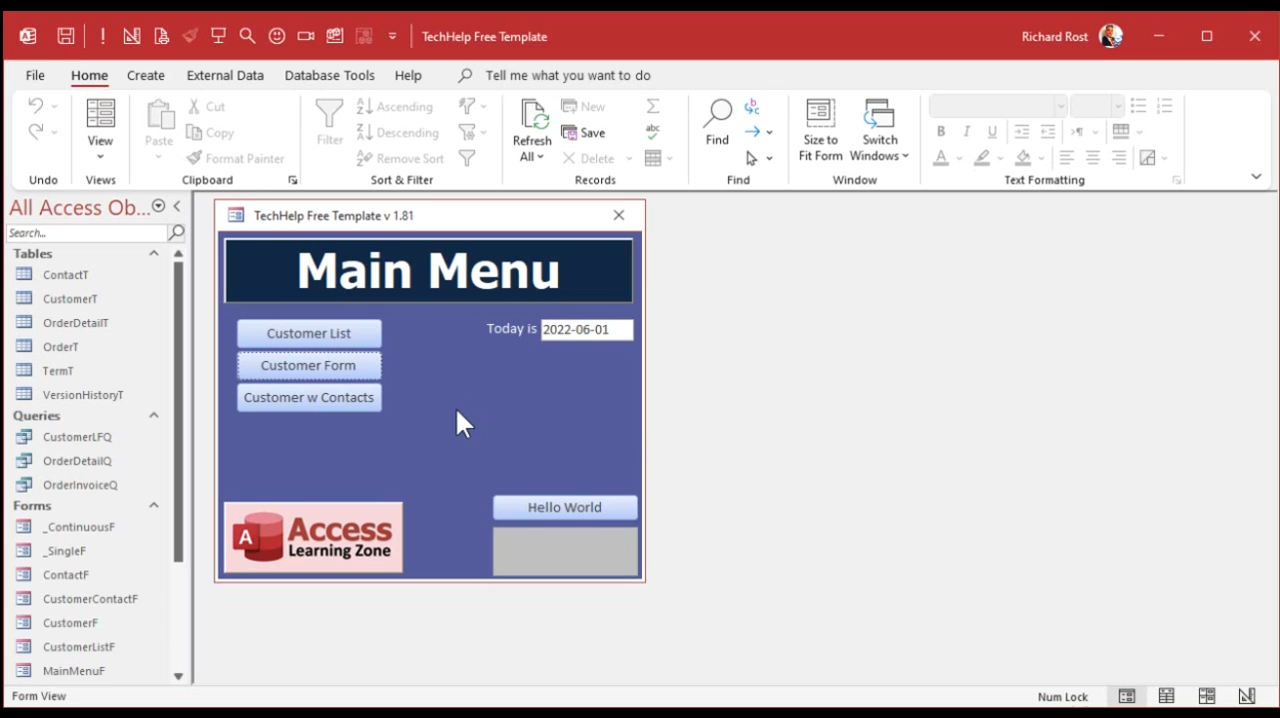 TechHelp Free Template
Richard Rost
File Home Create External Data Database Tools Help Tell me what you want to do
View
Paste
Cut
Copy
Format Painter
Filter
Ascending
Descending
Remove Sort
Refresh
All
New
Save
Delete
Find
Size to
Fit Form
Switch
Windows
B I U
Undo Views Clipboard Sort & Filter Records Find Window Text Formatting
All Access Ob...
Search...
Tables
ContactT
CustomerT
OrderDetailT
OrderT
TermT
VersionHistoryT
Queries
CustomerLFQ
OrderDetailQ
OrderInvoiceQ
Forms
_ContinuousF
_SingleF
ContactF
CustomerContactF
CustomerF
CustomerListF
MainMenuF
TechHelp Free Template v 1.81
Main Menu
Customer List
Today is 2022-06-01
Customer Form
Customer w Contacts
Hello World
A Access
Learning Zone
Form View
Num Lock